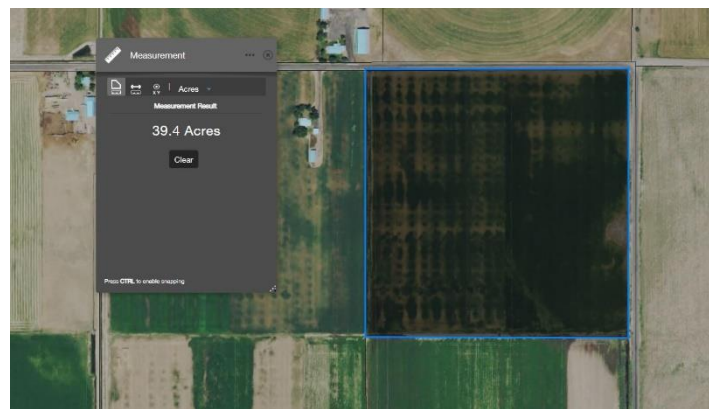 Measurement
Acres
Measurement Result
39.4 Acres
Clear
Press CTRL to enable snapping